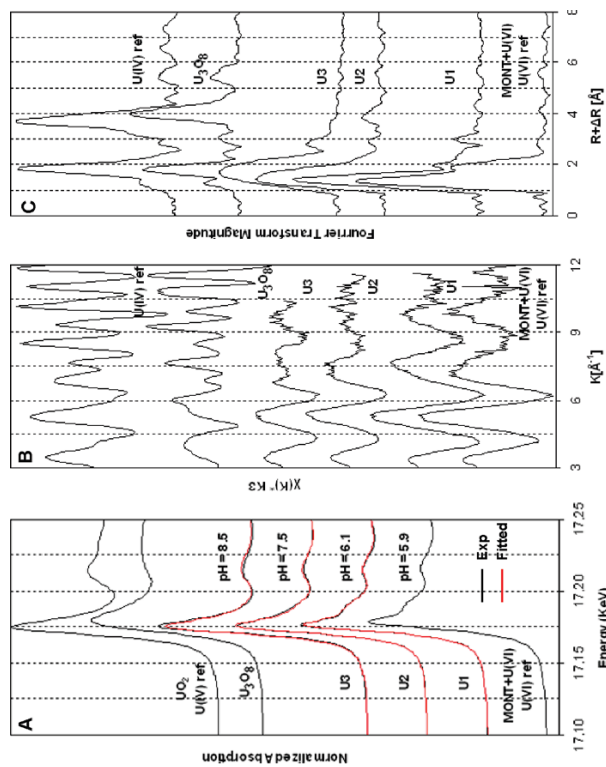 A
Normalized Absorption
UO₂
U(IV) ref
U₃O₈
pH = 8.5
U3
pH = 7.5
U2
pH = 6.1
U1
pH = 5.9
MONT+U(VI)
U(VI) ref
Exp
Fitted
17,10 17,15 17,20 17,25
Energy (KeV)
B
χ(K)* K3
U(IV) ref
U₃O₈
U3
U2
U1
MONT+U(VI)
U(VI) ref
3 6 9 12
K[Å⁻¹]
C
Fourrier Transform Magnitude
U(IV) ref
U₃O₈
U3
U2
U1
MONT+U(VI)
U(VI) ref
0 2 4 6 8
R+ΔR [Å]